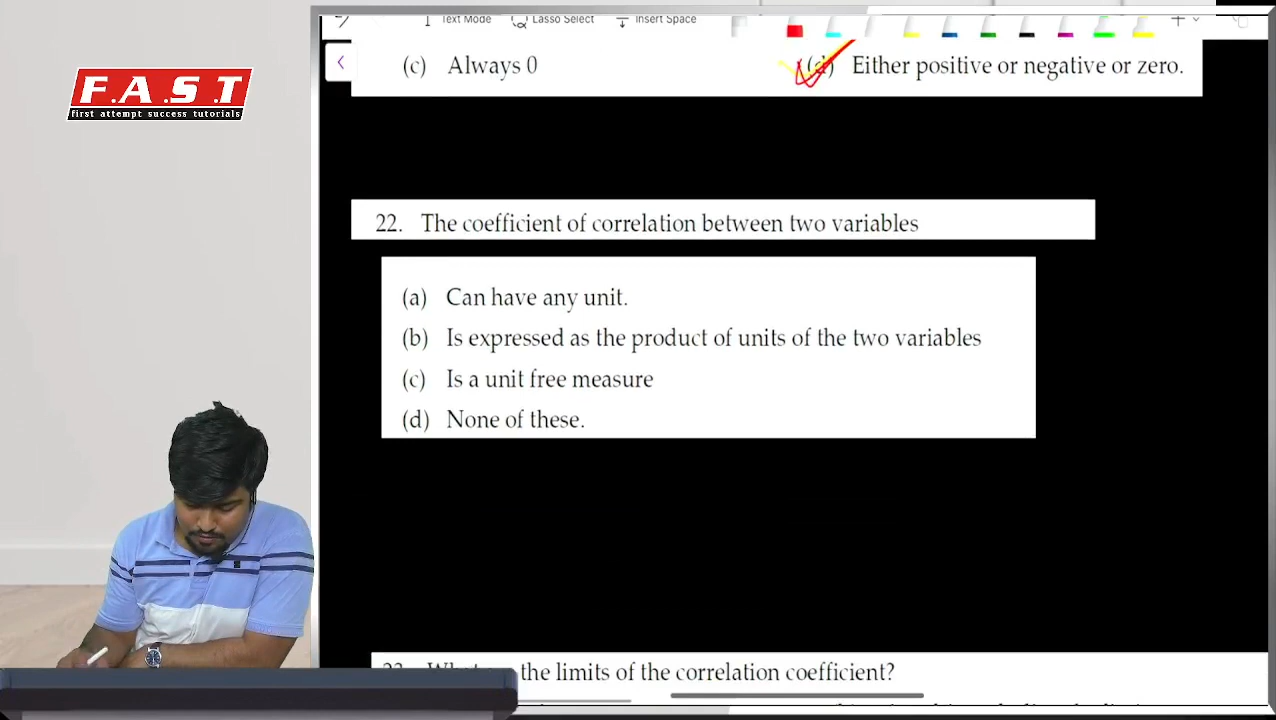 Text Mode
Lasso Select
Insert Space
(c) Always 0
(d) Either positive or negative or zero.
F.A.S.T
first attempt success tutorials
22. The coefficient of correlation between two variables
(a) Can have any unit.
(b) Is expressed as the product of units of the two variables
(c) Is a unit free measure
(d) None of these.
the limits of the correlation coefficient?